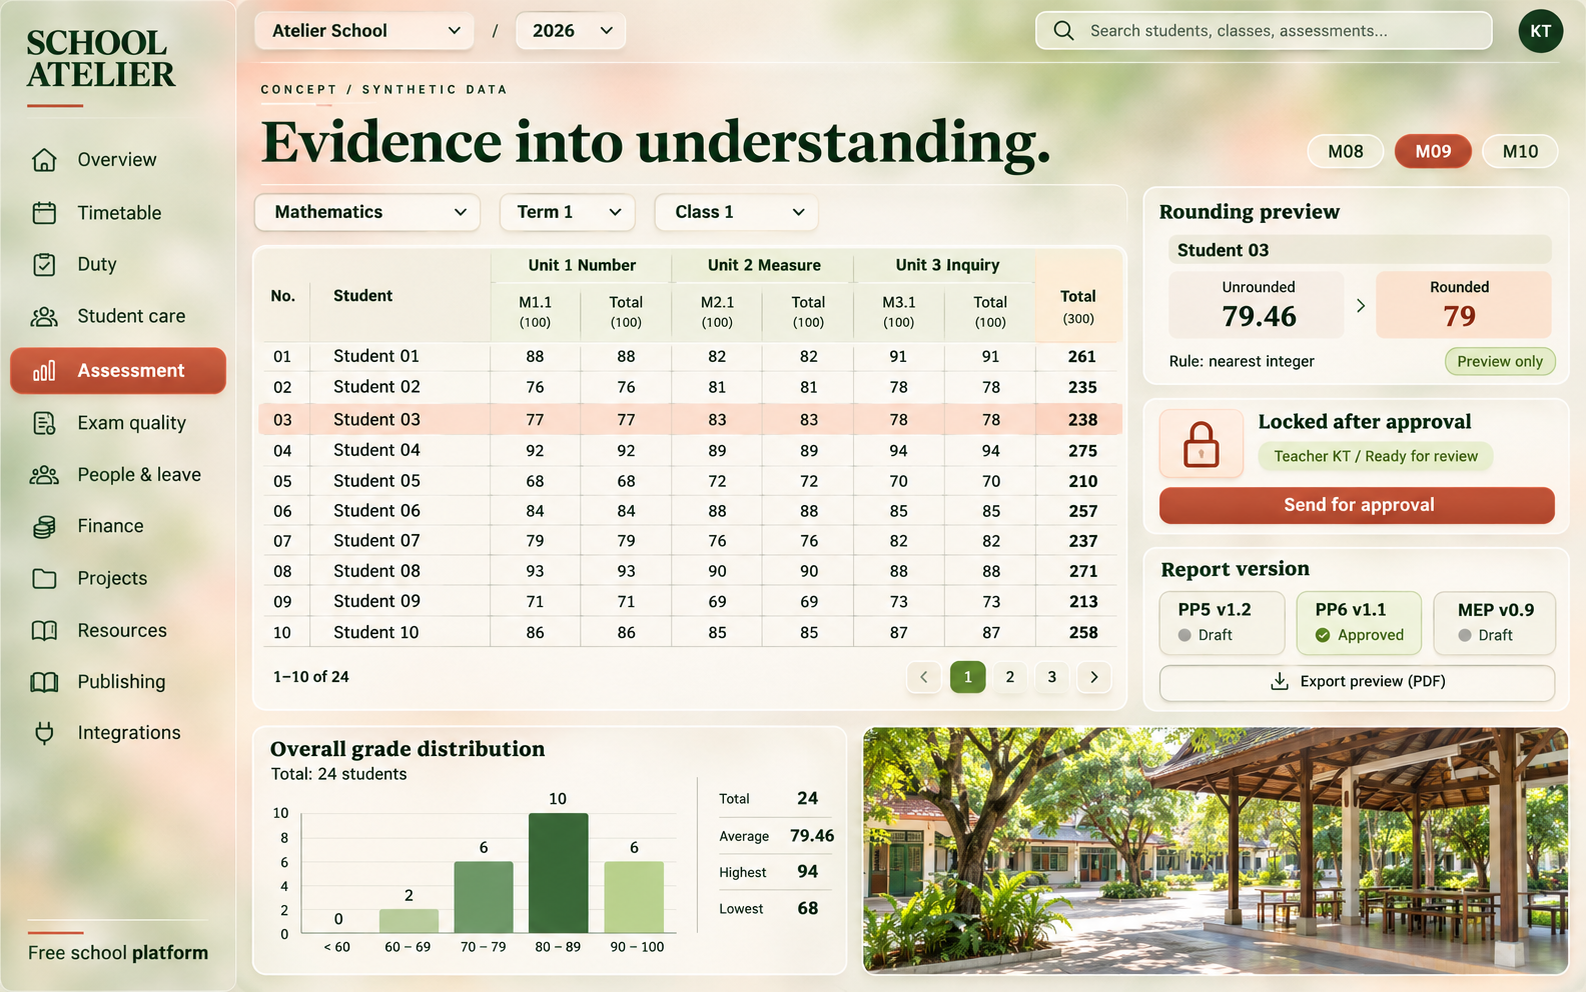 SCHOOL
ATELIER
Overview
Timetable
Duty
Student care
Assessment
Exam quality
People & leave
Finance
Projects
Resources
Publishing
Integrations
Free school platform
Atelier School / 2026
Search students, classes, assessments...
KT
CONCEPT / SYNTHETIC DATA
Evidence into understanding.
M08 M09 M10
Mathematics Term 1 Class 1
No. Student Unit 1 Number Unit 2 Measure Unit 3 Inquiry Total (300)
M1.1 (100) Total (100) M2.1 (100) Total (100) M3.1 (100) Total (100)
01 Student 01 88 88 82 82 91 91 261
02 Student 02 76 76 81 81 78 78 235
03 Student 03 77 77 83 83 78 78 238
04 Student 04 92 92 89 89 94 94 275
05 Student 05 68 68 72 72 70 70 210
06 Student 06 84 84 88 88 85 85 257
07 Student 07 79 79 76 76 82 82 237
08 Student 08 93 93 90 90 88 88 271
09 Student 09 71 71 69 69 73 73 213
10 Student 10 86 86 85 85 87 87 258
1–10 of 24
1 2 3
Rounding preview
Student 03
Unrounded
79.46
Rounded
79
Rule: nearest integer
Preview only
Locked after approval
Teacher KT / Ready for review
Send for approval
Report version
PP5 v1.2
Draft
PP6 v1.1
Approved
MEP v0.9
Draft
Export preview (PDF)
Overall grade distribution
Total: 24 students
10
8
6
4
2
0
0
2
6
10
6
< 60
60 – 69
70 – 79
80 – 89
90 – 100
Total 24
Average 79.46
Highest 94
Lowest 68